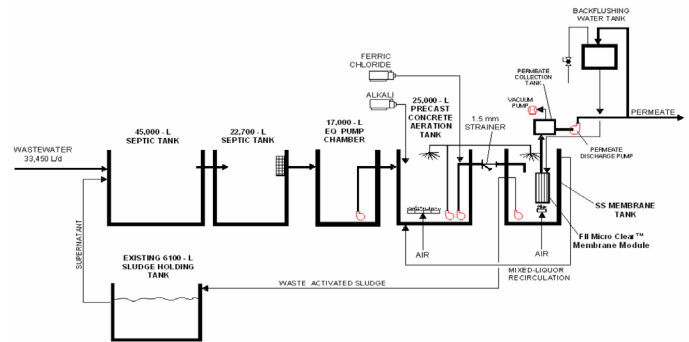 BACKFLUSHING
WATER TANK
FERRIC
CHLORIDE
PERMEATE
COLLECTION
TANK
ALKALI
25,000 - L
PRECAST
CONCRETE
AERATION
TANK
VACUUM
PUMP
PERMEATE
17,000 - L
EQ PUMP
CHAMBER
1.5 mm
STRAINER
45,000 - L
SEPTIC TANK
22,700 - L
SEPTIC TANK
PERMEATE
DISCHARGE PUMP
WASTEWATER
33,450 L/d
SS MEMBRANE
TANK
SUPERNATANT
FII Micro Clear™
Membrane Module
AIR
AIR
EXISTING 6100 - L
SLUDGE HOLDING
TANK
MIXED-LIQUOR
RECIRCULATION
WASTE ACTIVATED SLUDGE